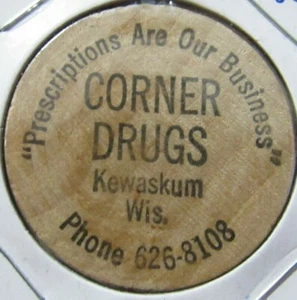 "Prescriptions Are Our Business"
CORNER
DRUGS
Kewaskum
Wis.
Phone 626-8108